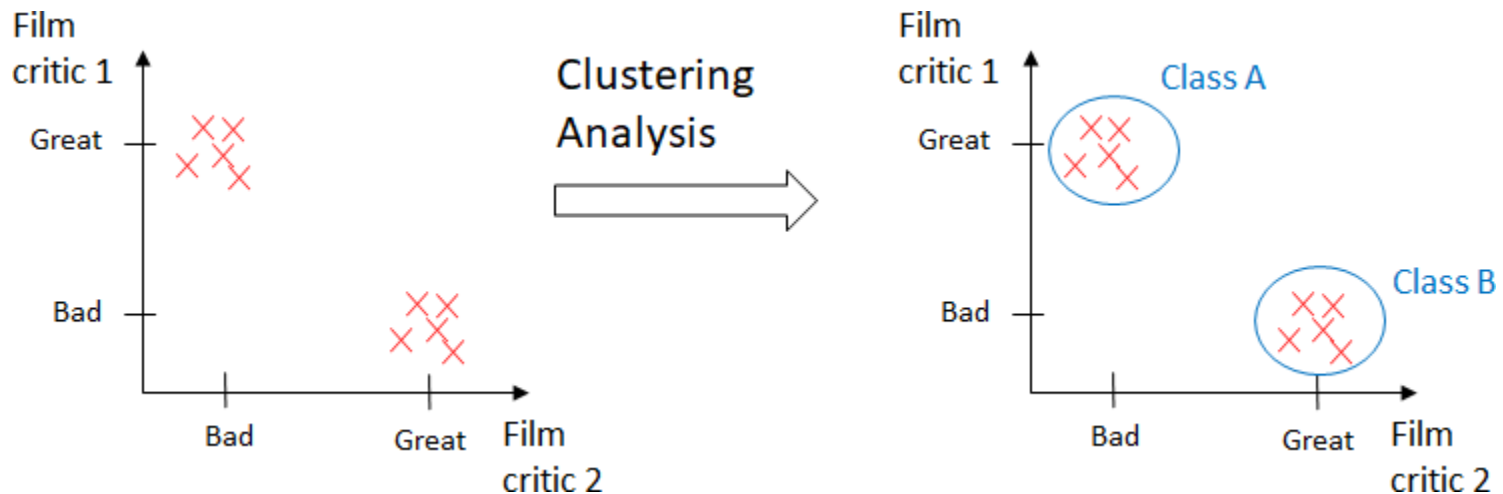 Film
critic 1
Great
Bad
Bad
Great
Film
critic 2
Clustering
Analysis
Film
critic 1
Class A
Great
Class B
Bad
Bad
Great
Film
critic 2